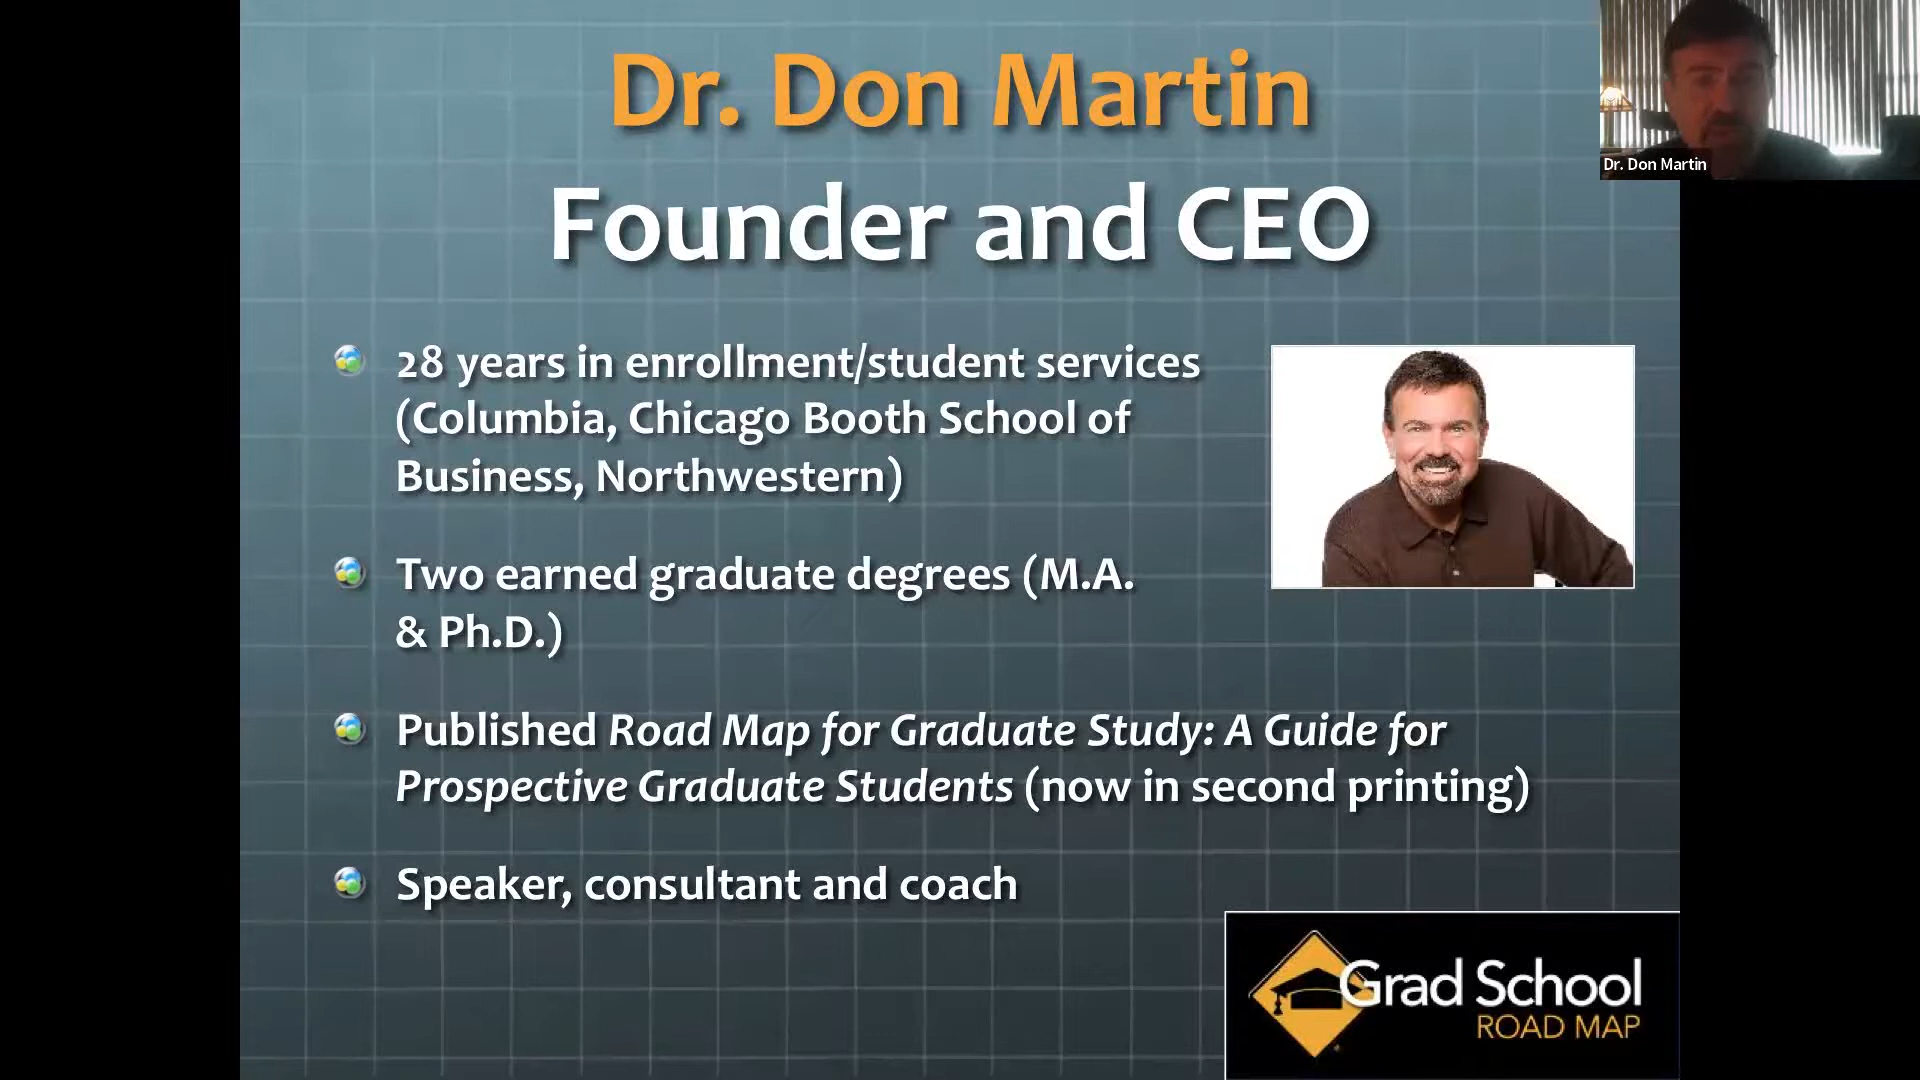 Dr. Don Martin
Founder and CEO
Dr. Don Martin
28 years in enrollment/student services
(Columbia, Chicago Booth School of
Business, Northwestern)
Two earned graduate degrees (M.A.
& Ph.D.)
Published Road Map for Graduate Study: A Guide for
Prospective Graduate Students (now in second printing)
Speaker, consultant and coach
Grad School
ROAD MAP